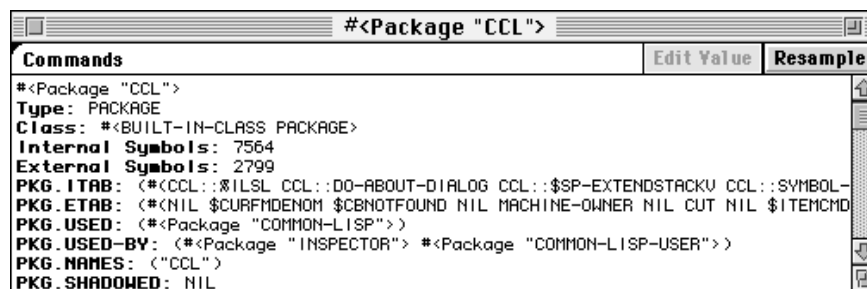 #<Package "CCL">
Commands Edit Value Resample
#<Package "CCL">
Type: PACKAGE
Class: #<BUILT-IN-CLASS PACKAGE>
Internal Symbols: 7564
External Symbols: 2799
PKG.ITAB: (#(CCL::%ILSL CCL::DO-ABOUT-DIALOG CCL::$SP-EXTENDSTACKV CCL::SYMBOL-
PKG.ETAB: (#(NIL $CURFMDENOM $CBNOTFOUND NIL MACHINE-OWNER NIL CUT NIL $ITEMCMD
PKG.USED: (#<Package "COMMON-LISP">)
PKG.USED-BY: (#<Package "INSPECTOR"> #<Package "COMMON-LISP-USER">)
PKG.NAMES: ("CCL")
PKG.SHADOWED: NIL